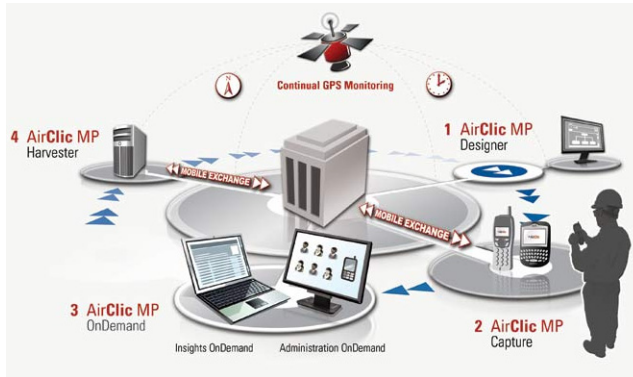 Continual GPS Monitoring
N
4 AirClic MP
Harvester
1 AirClic MP
Designer
MOBILE EXCHANGE
MOBILE EXCHANGE
3 AirClic MP
OnDemand
Insights OnDemand
Administration OnDemand
2 AirClic MP
Capture